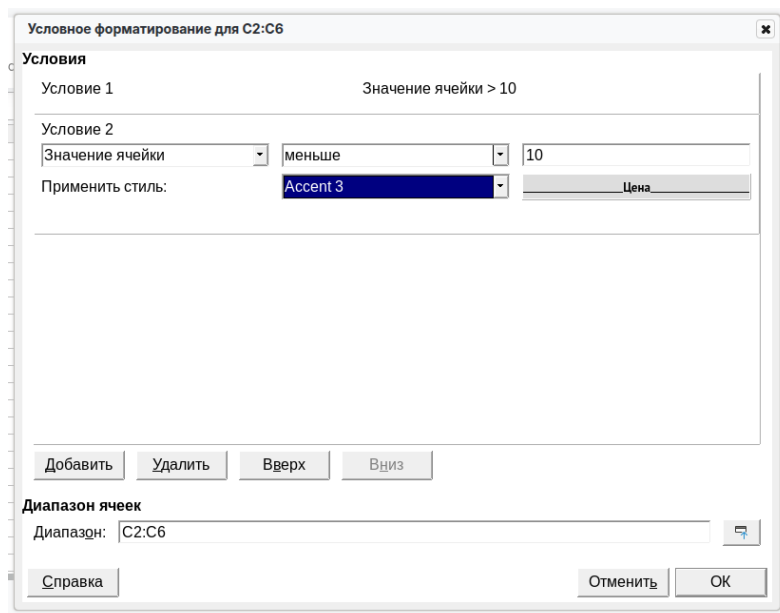 Условное форматирование для C2:C6
Условия
Условие 1 Значение ячейки > 10
Условие 2
Значение ячейки меньше 10
Применить стиль: Accent 3 Цена
Добавить Удалить Вверх Вниз
Диапазон ячеек
Диапазон: C2:C6
Справка Отменить ОК